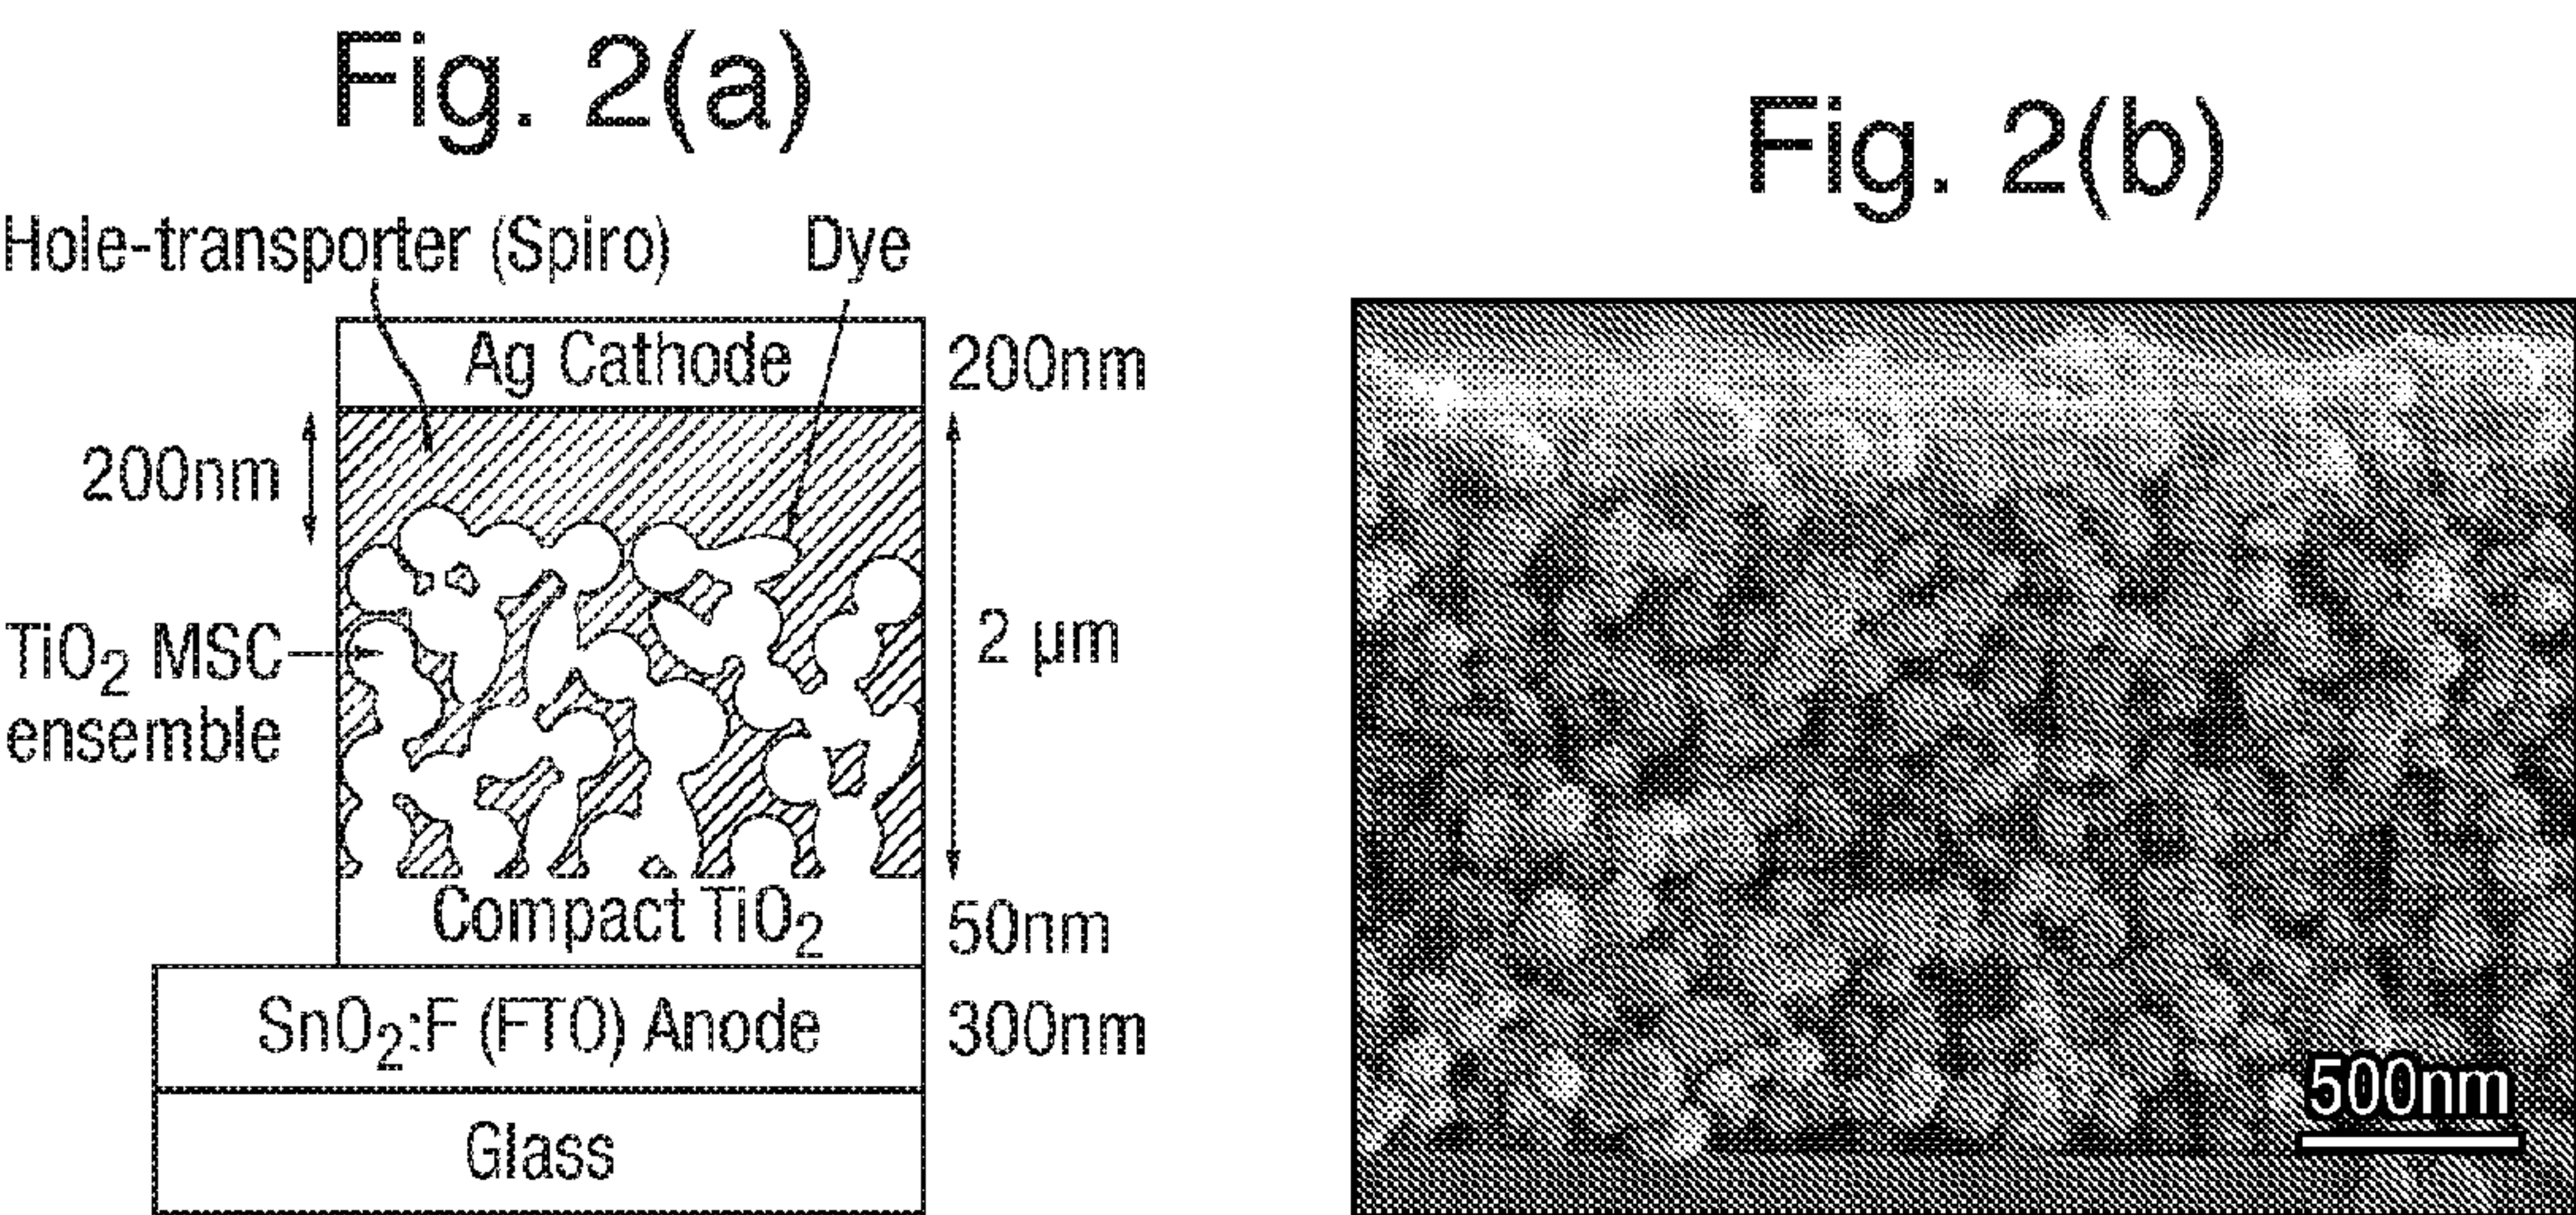 Fig. 2(a)
Hole-transporter (Spiro)
Dye
Ag Cathode
200nm
200nm
2 µm
TiO₂ MSC
ensemble
Compact TiO₂
50nm
SnO₂:F (FTO) Anode
300nm
Glass
Fig. 2(b)
500nm